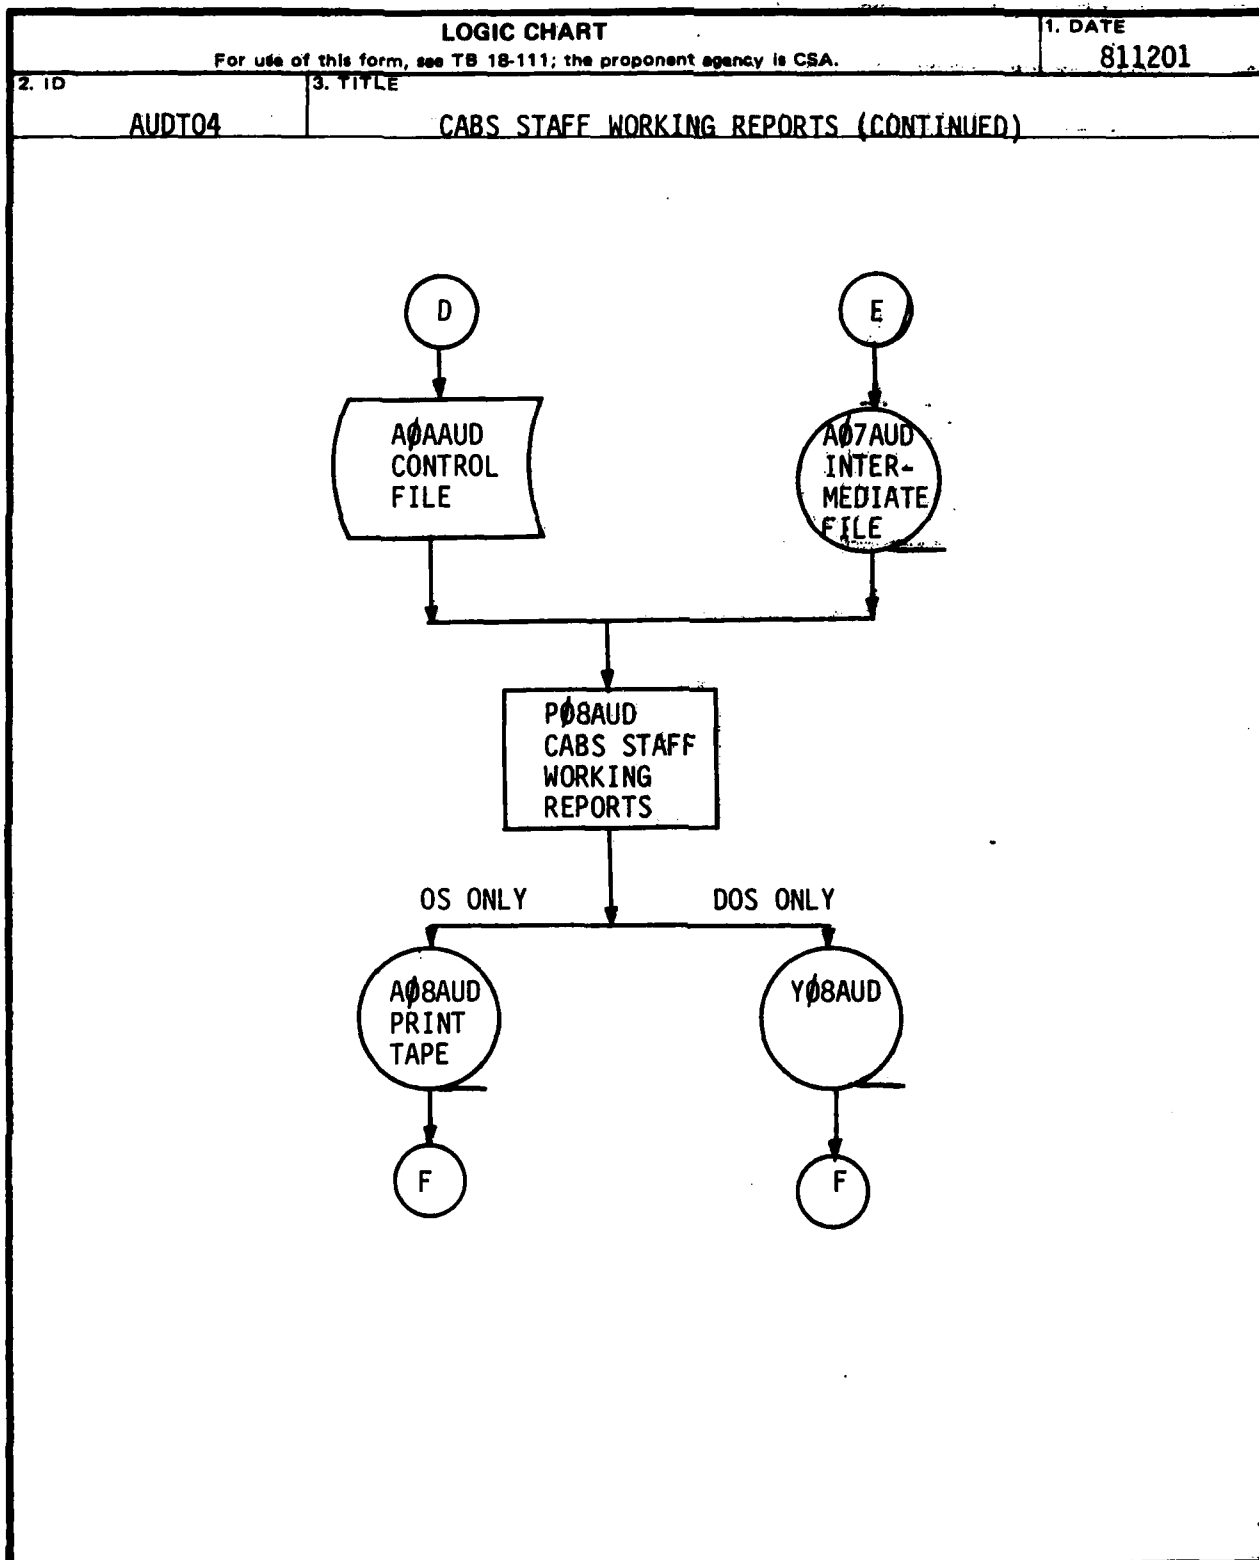 LOGIC CHART
For use of this form, see TB 18-111; the proponent agency is CSA.
1. DATE
811201
2. ID
AUDT04
3. TITLE
CABS STAFF WORKING REPORTS (CONTINUED)
D
E
AØAAUD
CONTROL
FILE
AØ7AUD
INTER-
MEDIATE
FILE
PØ8AUD
CABS STAFF
WORKING
REPORTS
OS ONLY
DOS ONLY
AØ8AUD
PRINT
TAPE
YØ8AUD
F
F